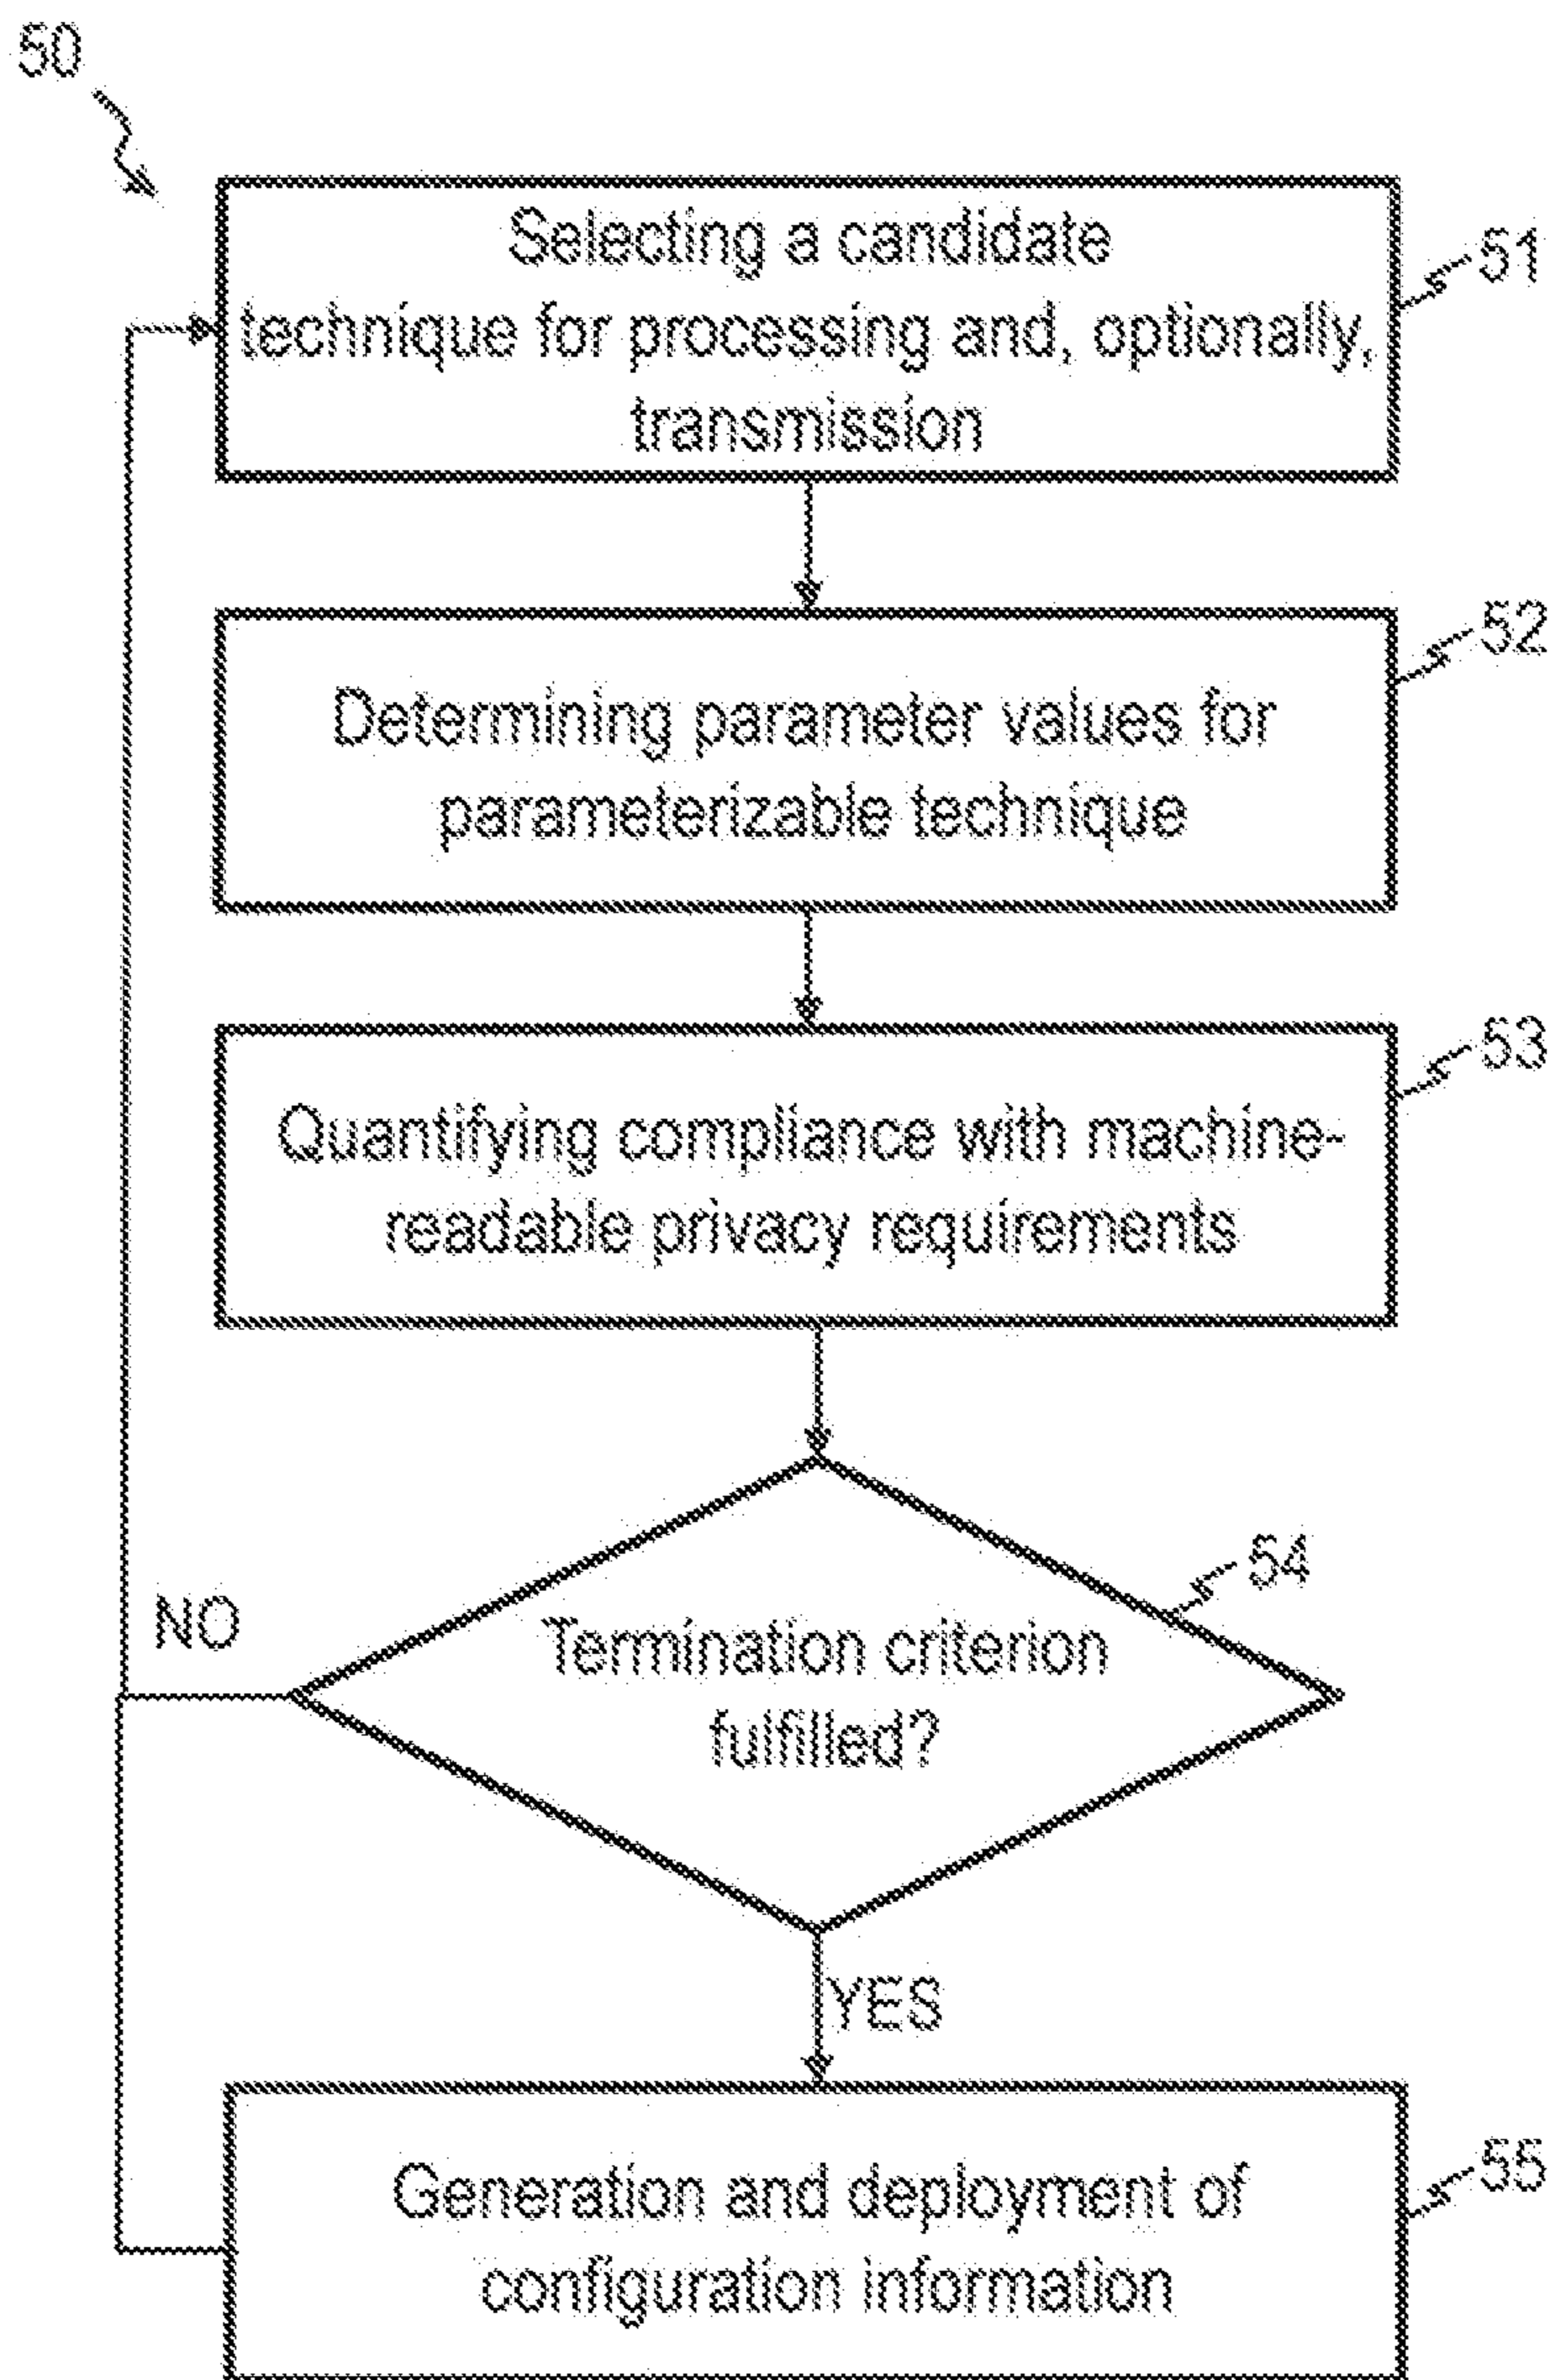 50
Selecting a candidate
technique for processing and, optionally,
transmission
51
Determining parameter values for
parameterizable technique
52
Quantifying compliance with machine-
readable privacy requirements
53
Termination criterion
fulfilled?
54
NO
YES
Generation and deployment of
configuration information
55